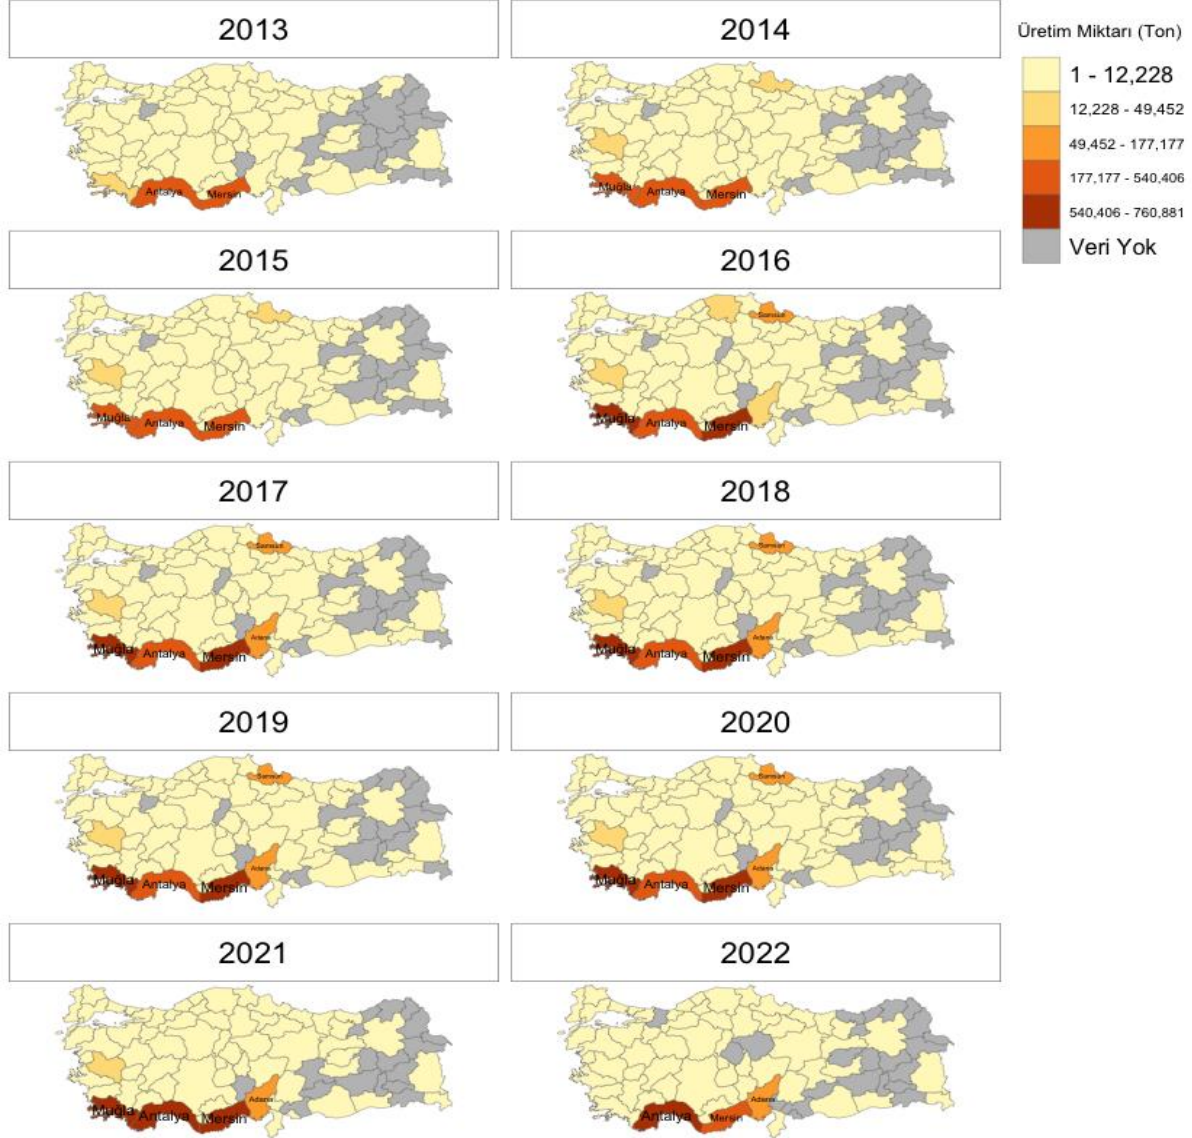 2013
2014
Üretim Miktarı (Ton)
1 - 12,228
12,228 - 49,452
49,452 - 177,177
177,177 - 540,406
540,406 - 760,881
Veri Yok
Antalya
Mersin
Muğla
Antalya
Mersin
2015
2016
Muğla
Antalya
Mersin
Samsun
Muğla
Antalya
Mersin
2017
2018
Samsun
Adana
Muğla
Antalya
Mersin
Samsun
Adana
Muğla
Antalya
Mersin
2019
2020
Samsun
Adana
Muğla
Antalya
Mersin
Samsun
Adana
Muğla
Antalya
Mersin
2021
2022
Adana
Muğla
Antalya
Mersin
Adana
Antalya
Mersin